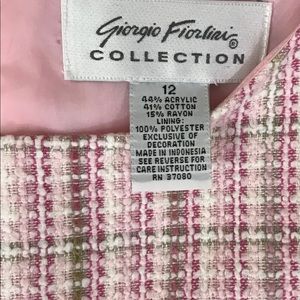 Giorgio Fiorlini®
COLLECTION
12
44% ACRYLIC
41% COTTON
15% RAYON
LINING:
100% POLYESTER
EXCLUSIVE OF
DECORATION
MADE IN INDONESIA
SEE REVERSE FOR
CARE INSTRUCTION
RN 37080